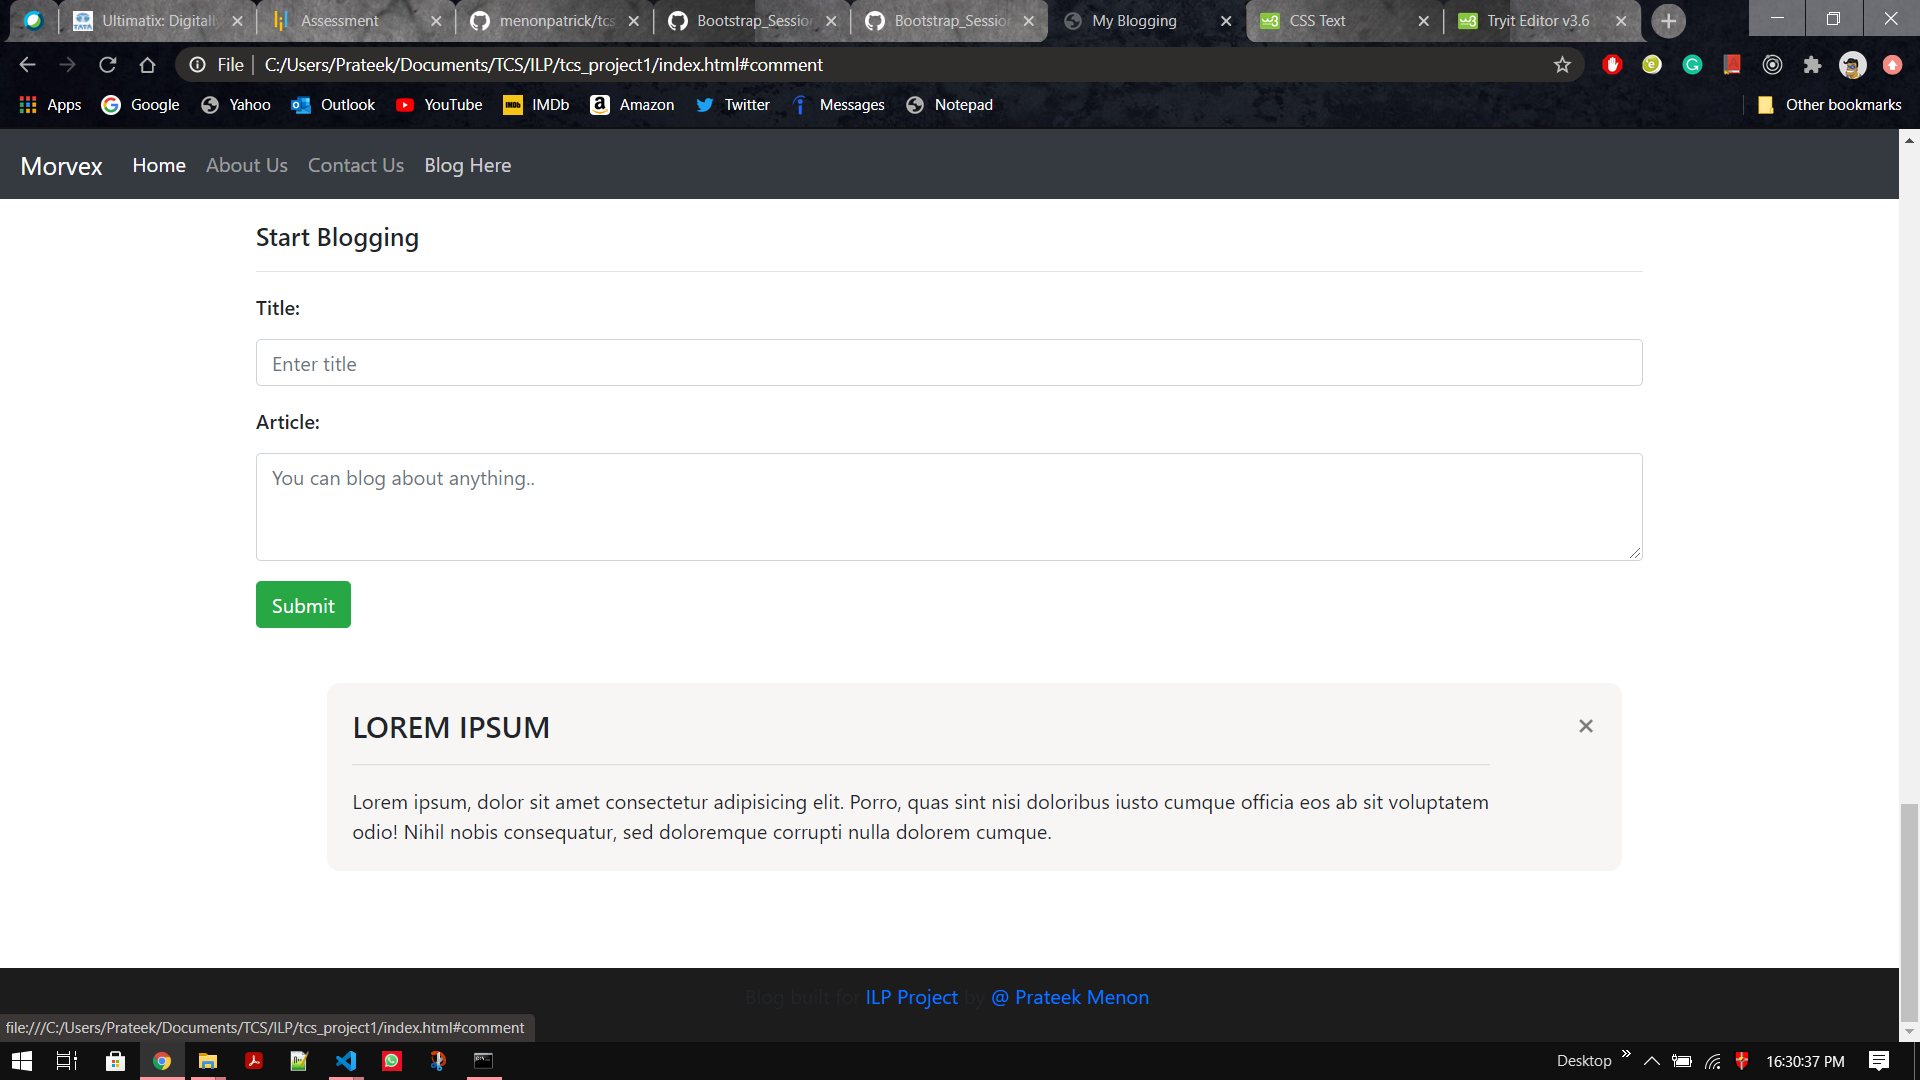 Ultimatix: Digitall
Assessment
menonpatrick/tcs
Bootstrap_Session
Bootstrap_Session
My Blogging
CSS Text
Tryit Editor v3.6
File
C:/Users/Prateek/Documents/TCS/ILP/tcs_project1/index.html#comment
Apps
Google
Yahoo
Outlook
YouTube
IMDb
Amazon
Twitter
Messages
Notepad
Other bookmarks
Morvex
Home
About Us
Contact Us
Blog Here
Start Blogging
Title:
Enter title
Article:
You can blog about anything..
Submit
LOREM IPSUM
×
Lorem ipsum, dolor sit amet consectetur adipisicing elit. Porro, quas sint nisi doloribus iusto cumque officia eos ab sit voluptatem
odio! Nihil nobis consequatur, sed doloremque corrupti nulla dolorem cumque.
Blog built for ILP Project by @ Prateek Menon
file:///C:/Users/Prateek/Documents/TCS/ILP/tcs_project1/index.html#comment
Desktop
16:30:37 PM